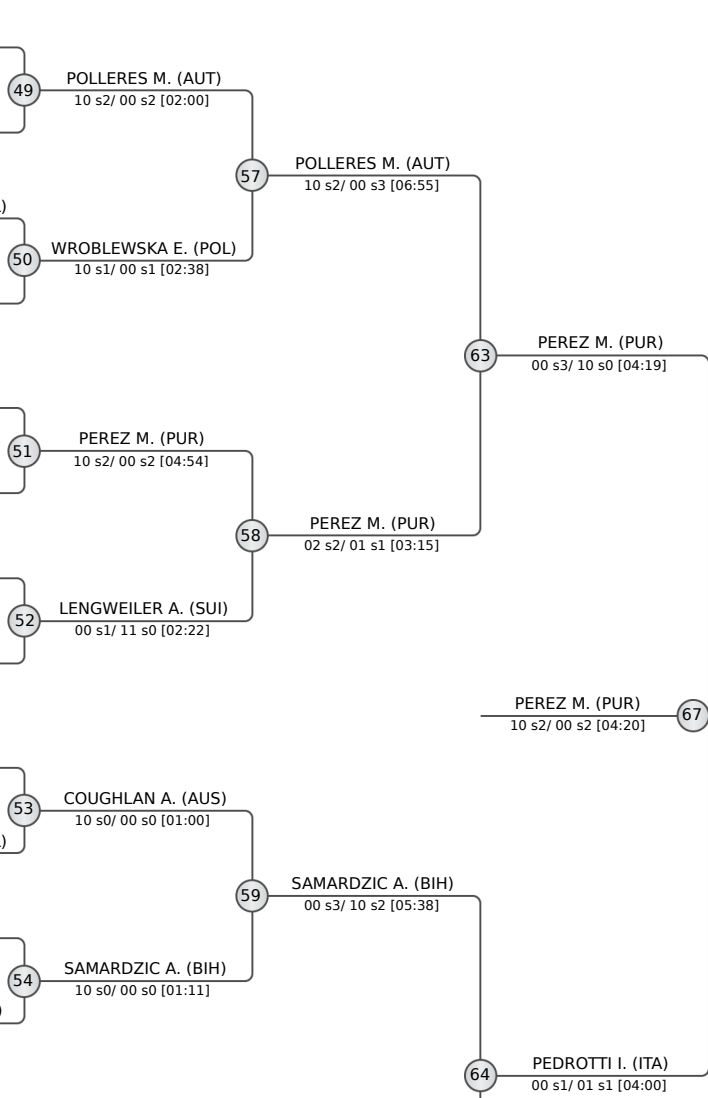 POLLERES M. (AUT)
49
10 s2/ 00 s2 [02:00]
POLLERES M. (AUT)
57
10 s2/ 00 s3 [06:55]
)
WROBLEWSKA E. (POL)
50
10 s1/ 00 s1 [02:38]
PEREZ M. (PUR)
63
00 s3/ 10 s0 [04:19]
PEREZ M. (PUR)
51
10 s2/ 00 s2 [04:54]
PEREZ M. (PUR)
58
02 s2/ 01 s1 [03:15]
LENGWEILER A. (SUI)
52
00 s1/ 11 s0 [02:22]
PEREZ M. (PUR)
67
10 s2/ 00 s2 [04:20]
COUGHLAN A. (AUS)
53
10 s0/ 00 s0 [01:00]
)
SAMARDZIC A. (BIH)
59
00 s3/ 10 s2 [05:38]
SAMARDZIC A. (BIH)
54
10 s0/ 00 s0 [01:11]
)
PEDROTTI I. (ITA)
64
00 s1/ 01 s1 [04:00]